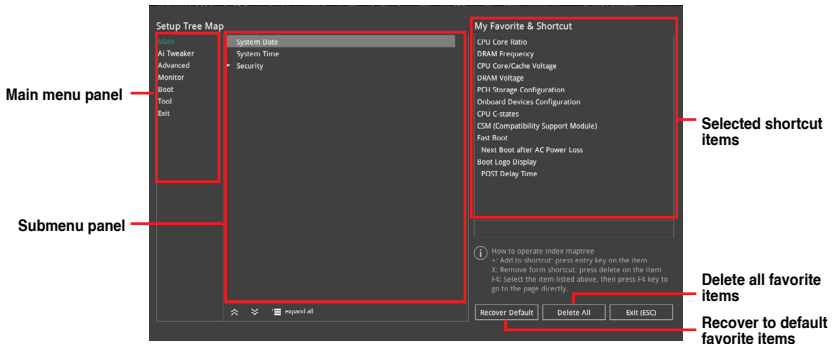 Setup Tree Map
My Favorite & Shortcut
Main
Ai Tweaker
Advanced
Monitor
Boot
Tool
Exit
System Date
System Time
Security
CPU Core Ratio
DRAM Frequency
CPU Core/Cache Voltage
DRAM Voltage
PCH Storage Configuration
Onboard Devices Configuration
CPU C-states
CSM (Compatibility Support Module)
Fast Boot
Next Boot after AC Power Loss
Boot Logo Display
POST Delay Time
Main menu panel
Submenu panel
Selected shortcut
items
How to operate index maptree
+: Add to shortcut: press entry key on the item
X: Remove form shortcut: press delete on the item
F4: Select the item listed above, then press F4 key to
go to the page directly.
expand all
Recover Default
Delete All
Exit (ESC)
Delete all favorite
items
Recover to default
favorite items